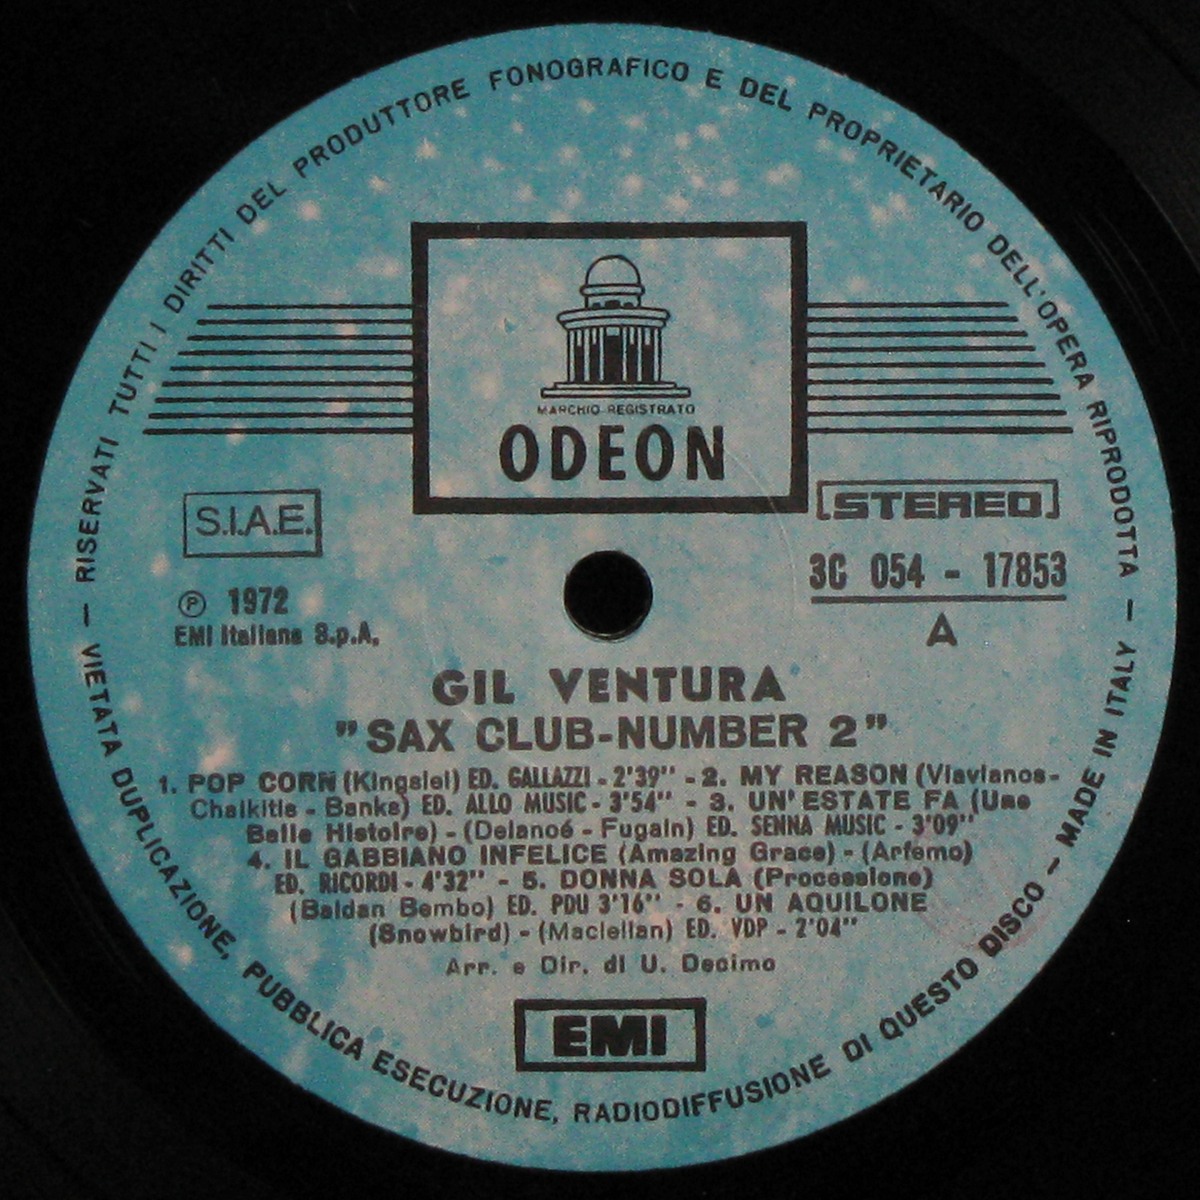 RISERVATI TUTTI I DIRITTI DEL PRODUTTORE FONOGRAFICO E DEL PROPRIETARIO DELL'OPERA RIPRODOTTA —
MARCHIO REGISTRATO
ODEON
S.I.A.E.
STEREO
℗ 1972
EMI Italiana S.p.A.
3C 054 - 17853
A
GIL VENTURA
"SAX CLUB-NUMBER 2"
1. POP CORN (Kingslei) ED. GALLAZZI - 2'39" - 2. MY REASON (Vlavianos-
Chalkitis - Banks) ED. ALLO MUSIC - 3'54" - 3. UN' ESTATE FA (Une
Belle Histoire) - (Delanoé - Fugain) ED. SENNA MUSIC - 3'09"
4. IL GABBIANO INFELICE (Amazing Grace) - (Arfemo)
ED. RICORDI - 4'32" - 5. DONNA SOLA (Processione)
(Baldan Bembo) ED. PDU 3'16" - 6. UN AQUILONE
(Snowbird) - (Maclellan) ED. VDP - 2'04"
Arr. e Dir. di U. Decimo
EMI
— VIETATA DUPLICAZIONE, PUBBLICA ESECUZIONE, RADIODIFFUSIONE DI QUESTO DISCO — MADE IN ITALY —